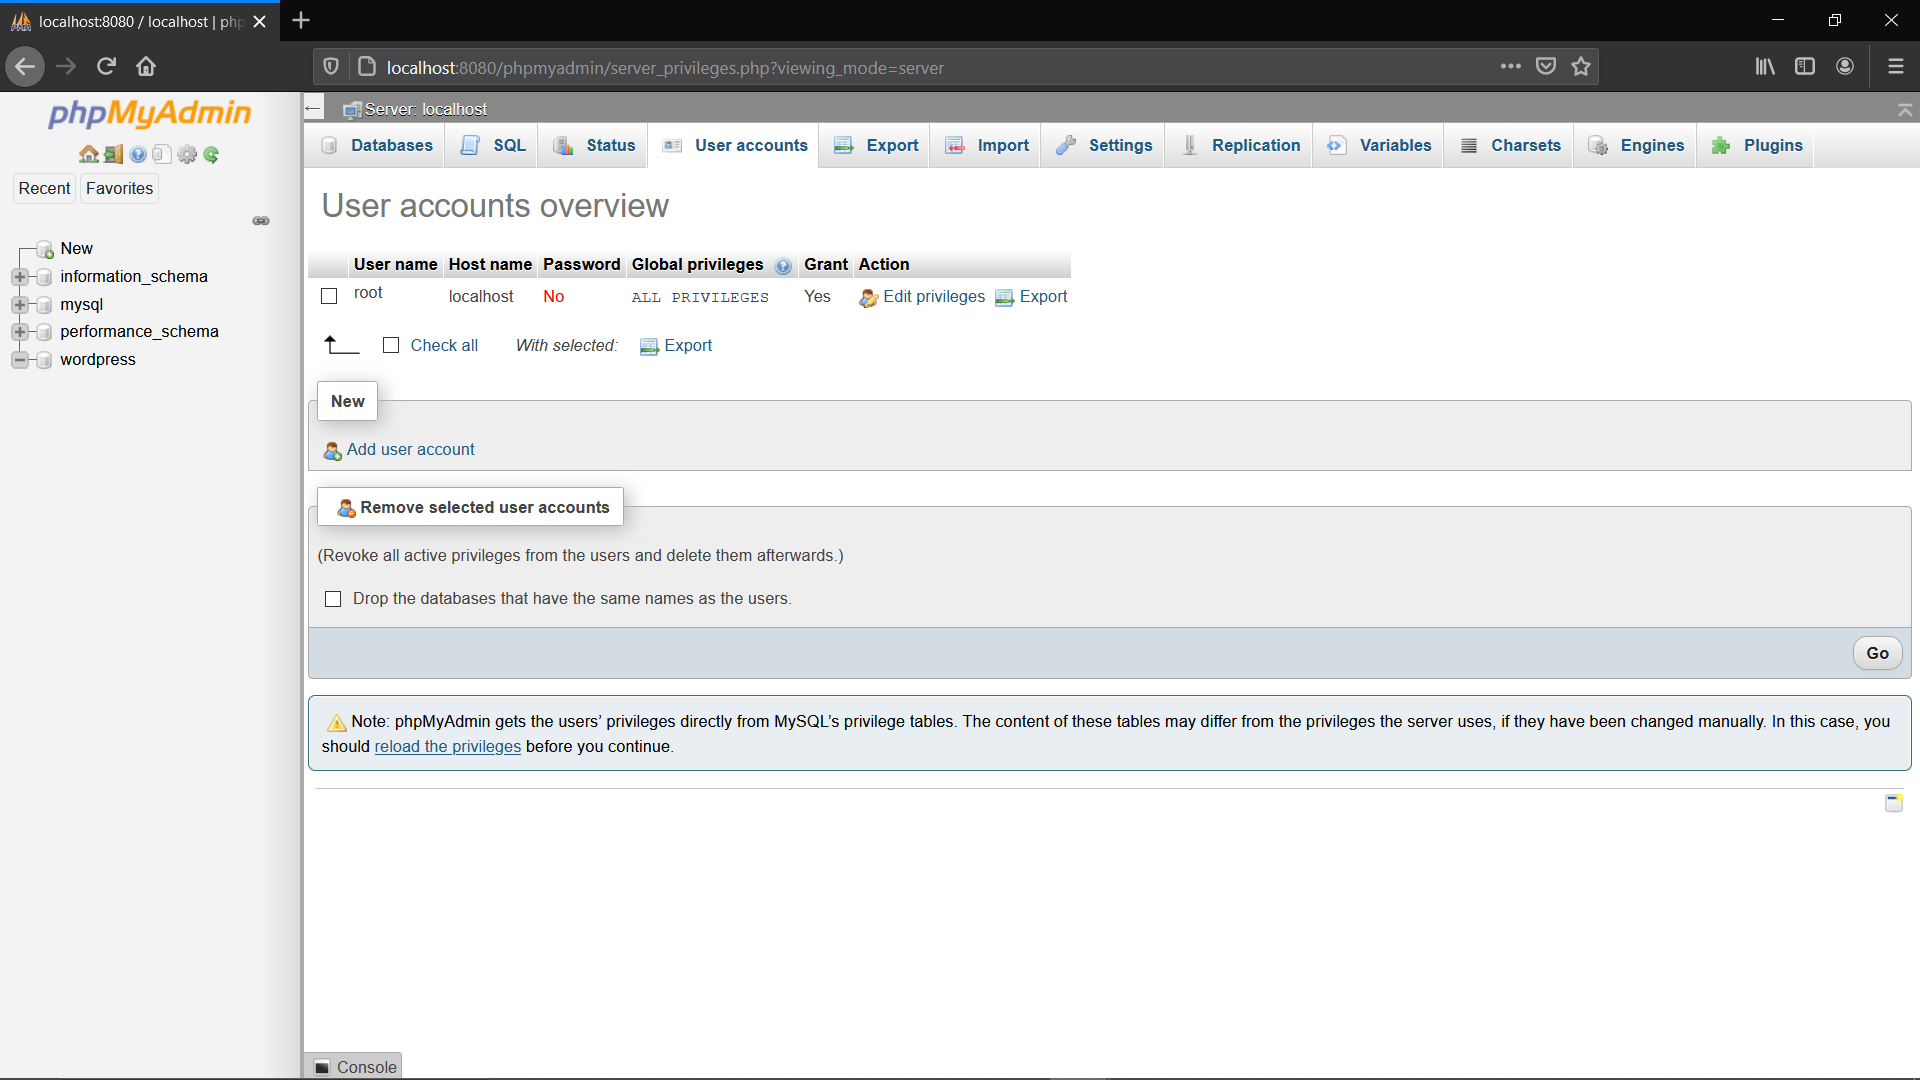 localhost:8080 / localhost | php
localhost:8080/phpmyadmin/server_privileges.php?viewing_mode=server
phpMyAdmin
Recent Favorites
New
information_schema
mysql
performance_schema
wordpress
Server: localhost
Databases SQL Status User accounts Export Import Settings Replication Variables Charsets Engines Plugins
User accounts overview
User name Host name Password Global privileges Grant Action
root localhost No ALL PRIVILEGES Yes Edit privileges Export
Check all With selected: Export
New
Add user account
Remove selected user accounts
(Revoke all active privileges from the users and delete them afterwards.)
Drop the databases that have the same names as the users.
Go
Note: phpMyAdmin gets the users’ privileges directly from MySQL’s privilege tables. The content of these tables may differ from the privileges the server uses, if they have been changed manually. In this case, you
should reload the privileges before you continue.
Console